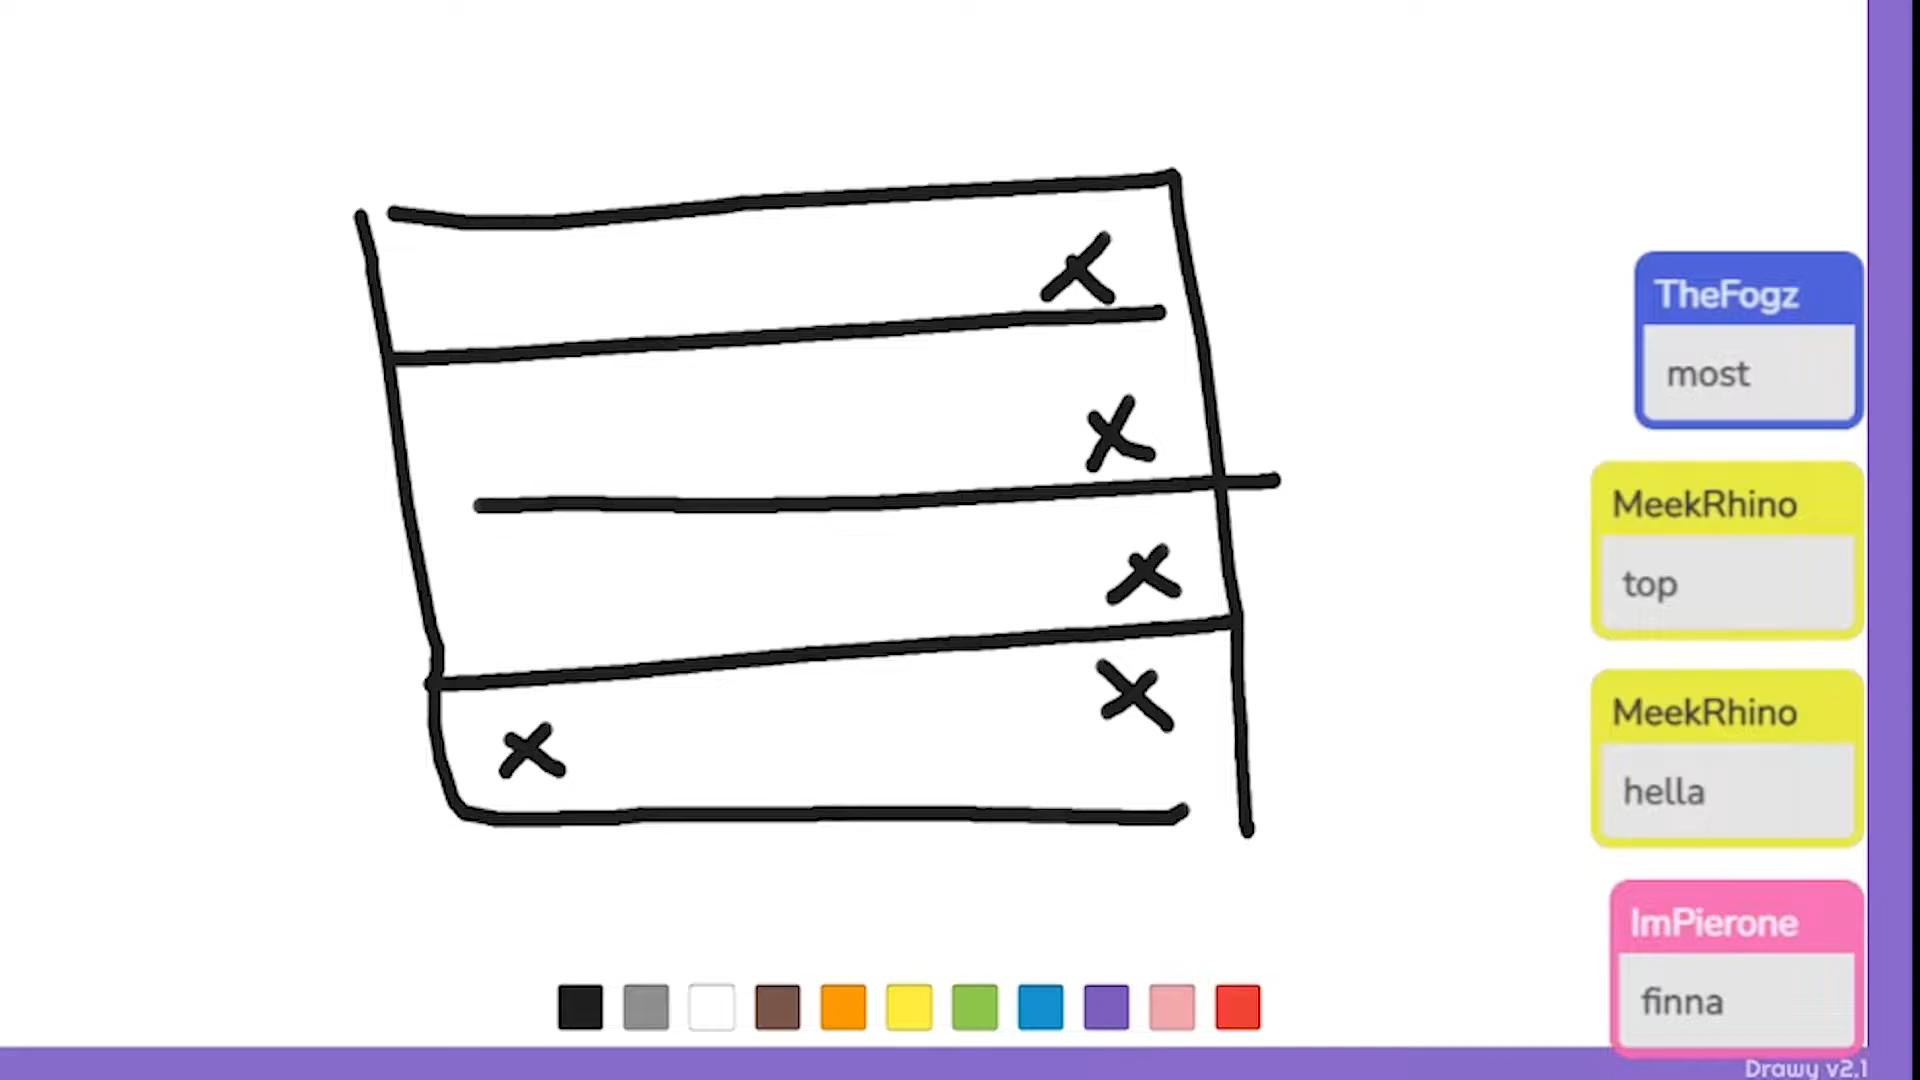 TheFogz
most
MeekRhino
top
MeekRhino
hella
ImPierone
finna
Drawy v2.1